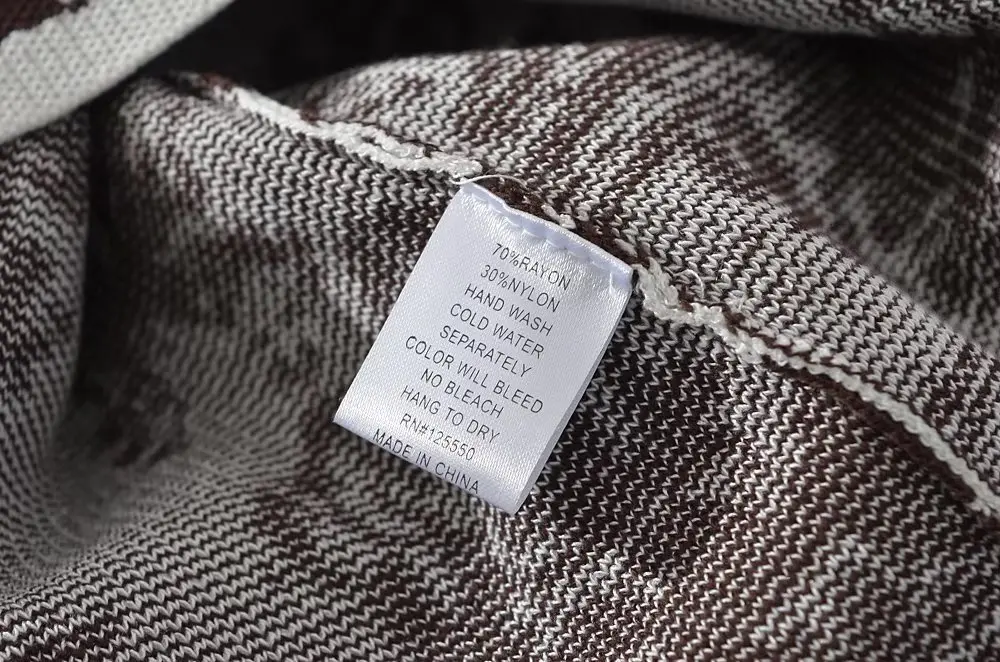 70%RAYON
30%NYLON
HAND WASH
COLD WATER
SEPARATELY
COLOR WILL BLEED
NO BLEACH
HANG TO DRY
RN#125550
MADE IN CHINA